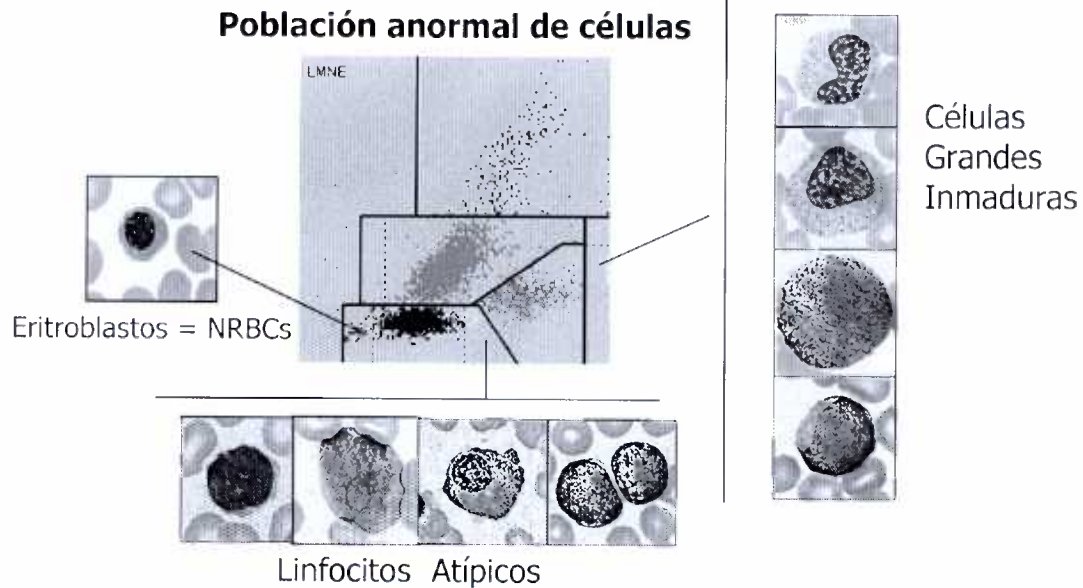 Población anormal de células
LMNE
Células
Grandes
Inmaduras
Eritroblastos = NRBCs
Linfocitos Atípicos